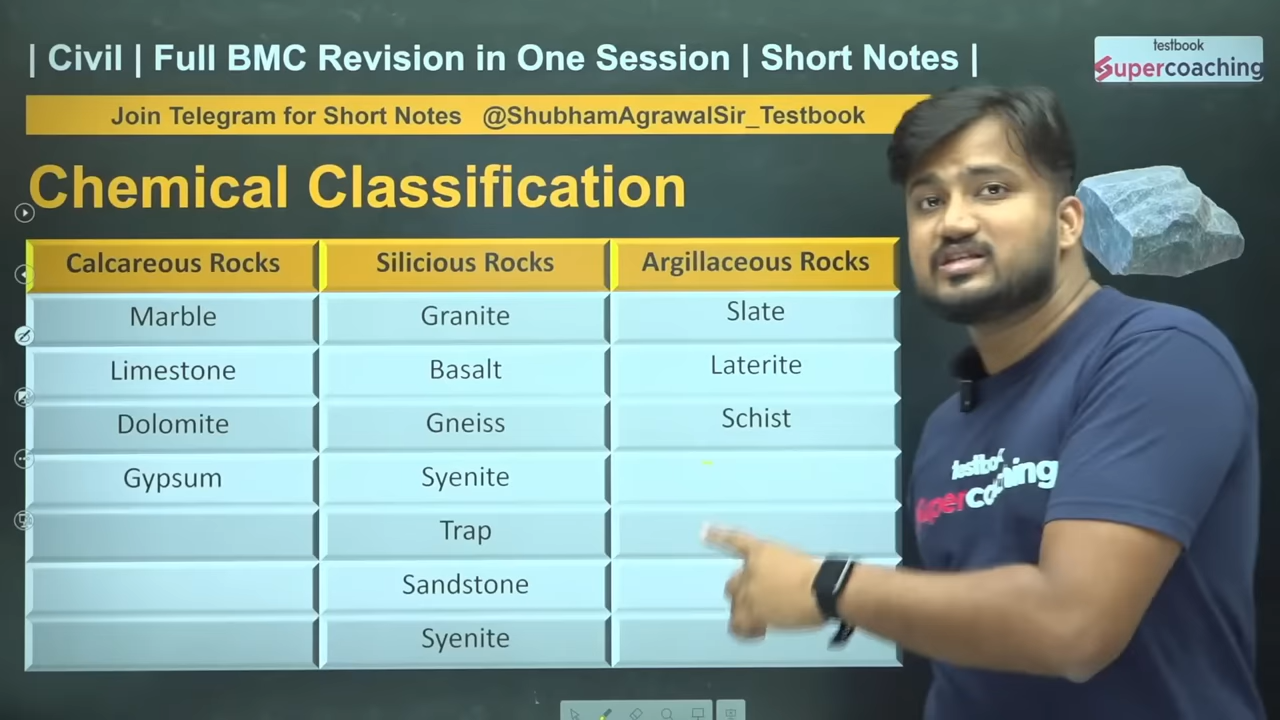 | Civil | Full BMC Revision in One Session | Short Notes |
testbook
Supercoaching
Join Telegram for Short Notes @ShubhamAgrawalSir_Testbook
Chemical Classification
Calcareous Rocks Silicious Rocks Argillaceous Rocks
Marble Granite Slate
Limestone Basalt Laterite
Dolomite Gneiss Schist
Gypsum Syenite
Trap
Sandstone
Syenite
testbook
Supercoaching